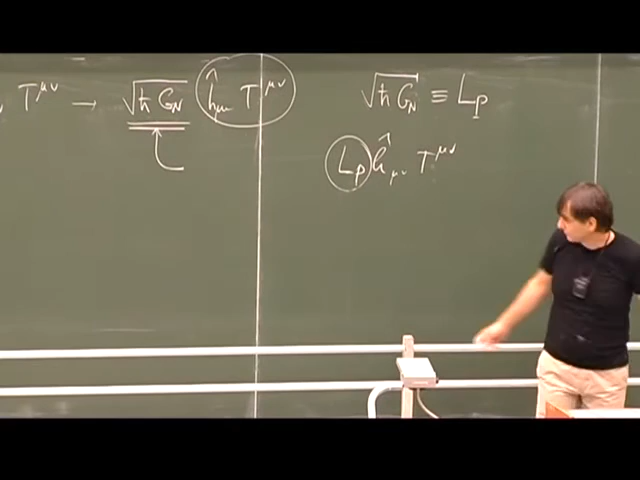 T^{μν} → √ħ G_N ĥ_{μν} T^{μν}
√ħ G_N ≡ L_P
L_P ĥ_{μν} T^{μν}